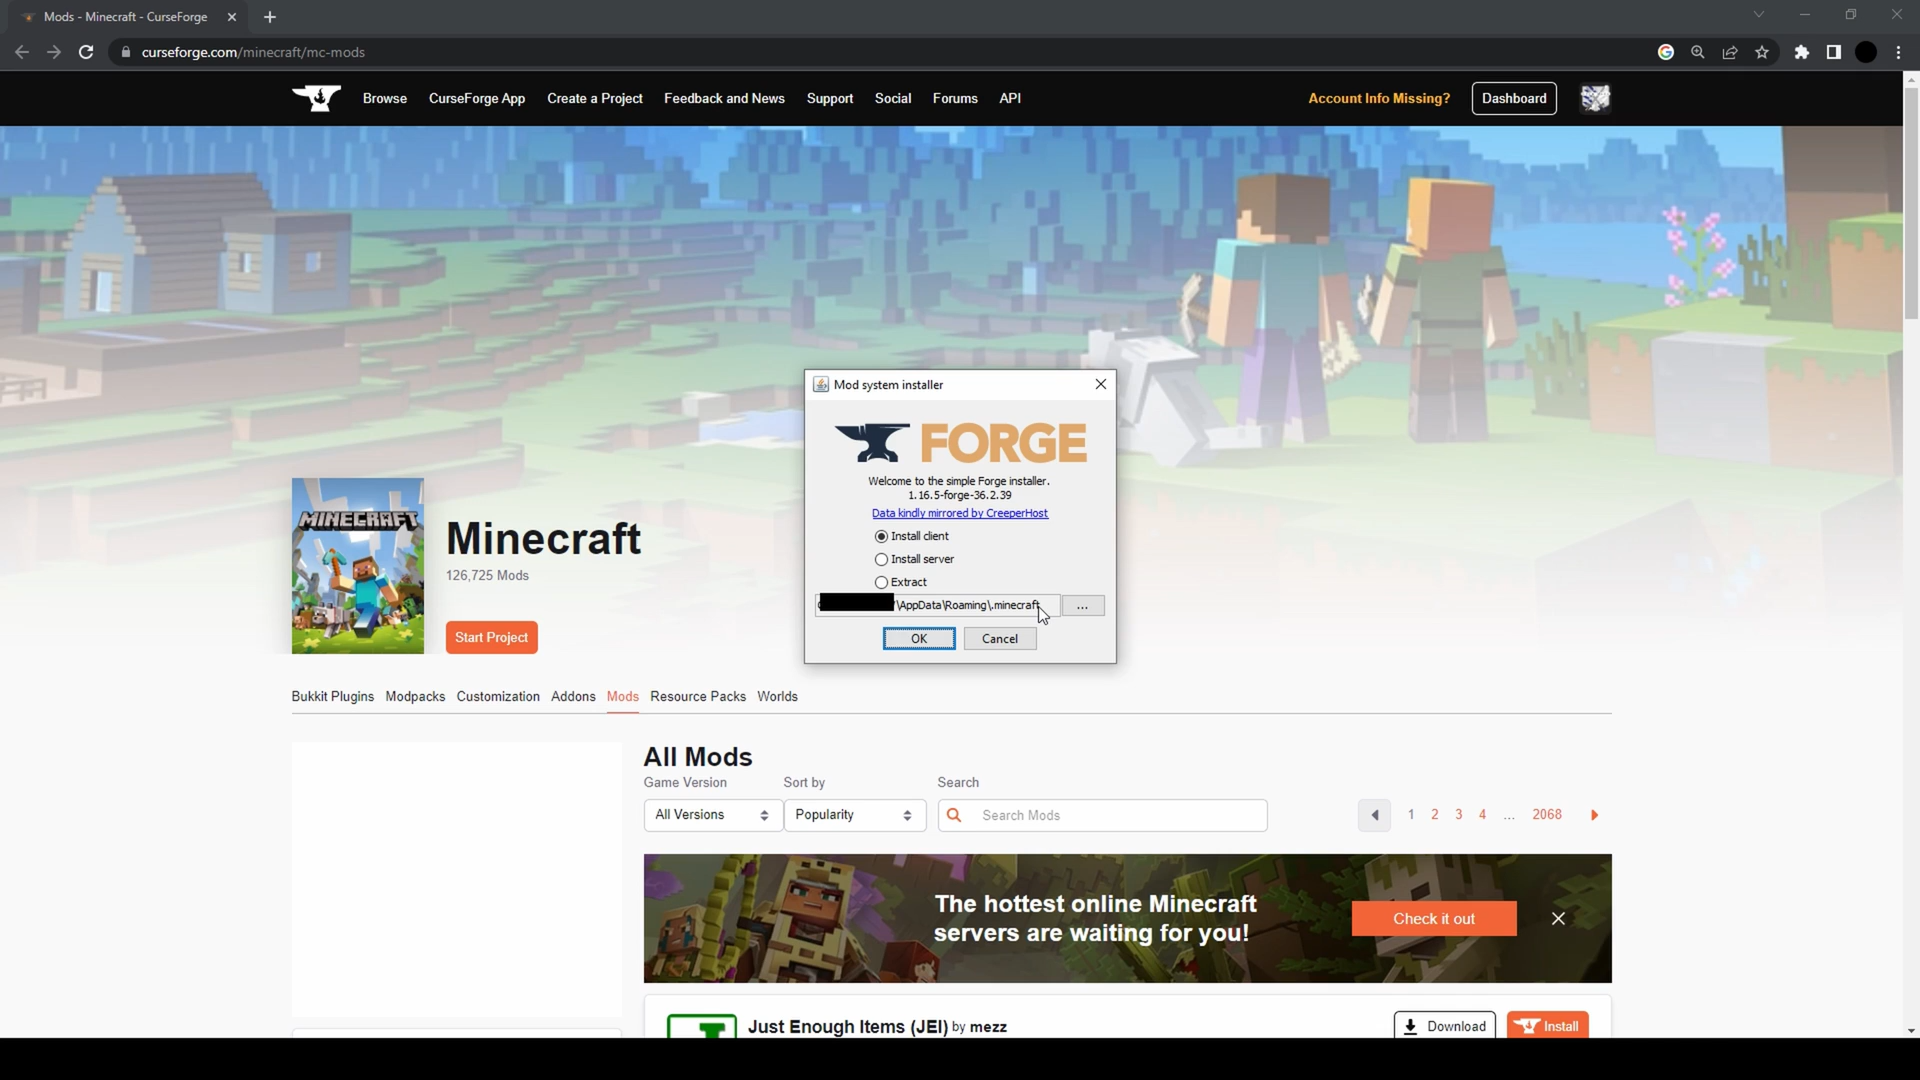 Mods - Minecraft - CurseForge
curseforge.com/minecraft/mc-mods
Browse
CurseForge App
Create a Project
Feedback and News
Support
Social
Forums
API
Account Info Missing?
Dashboard
Mod system installer
FORGE
Welcome to the simple Forge installer.
1.16.5-forge-36.2.39
Data kindly mirrored by CreeperHost
Install client
Install server
Extract
\AppData\Roaming\.minecraft
...
OK
Cancel
MINECRAFT
Minecraft
126,725 Mods
Start Project
Bukkit Plugins
Modpacks
Customization
Addons
Mods
Resource Packs
Worlds
All Mods
Game Version
Sort by
Search
All Versions
Popularity
Search Mods
1 2 3 4 ... 2068
The hottest online Minecraft
servers are waiting for you!
Check it out
Just Enough Items (JEI) by mezz
Download
Install